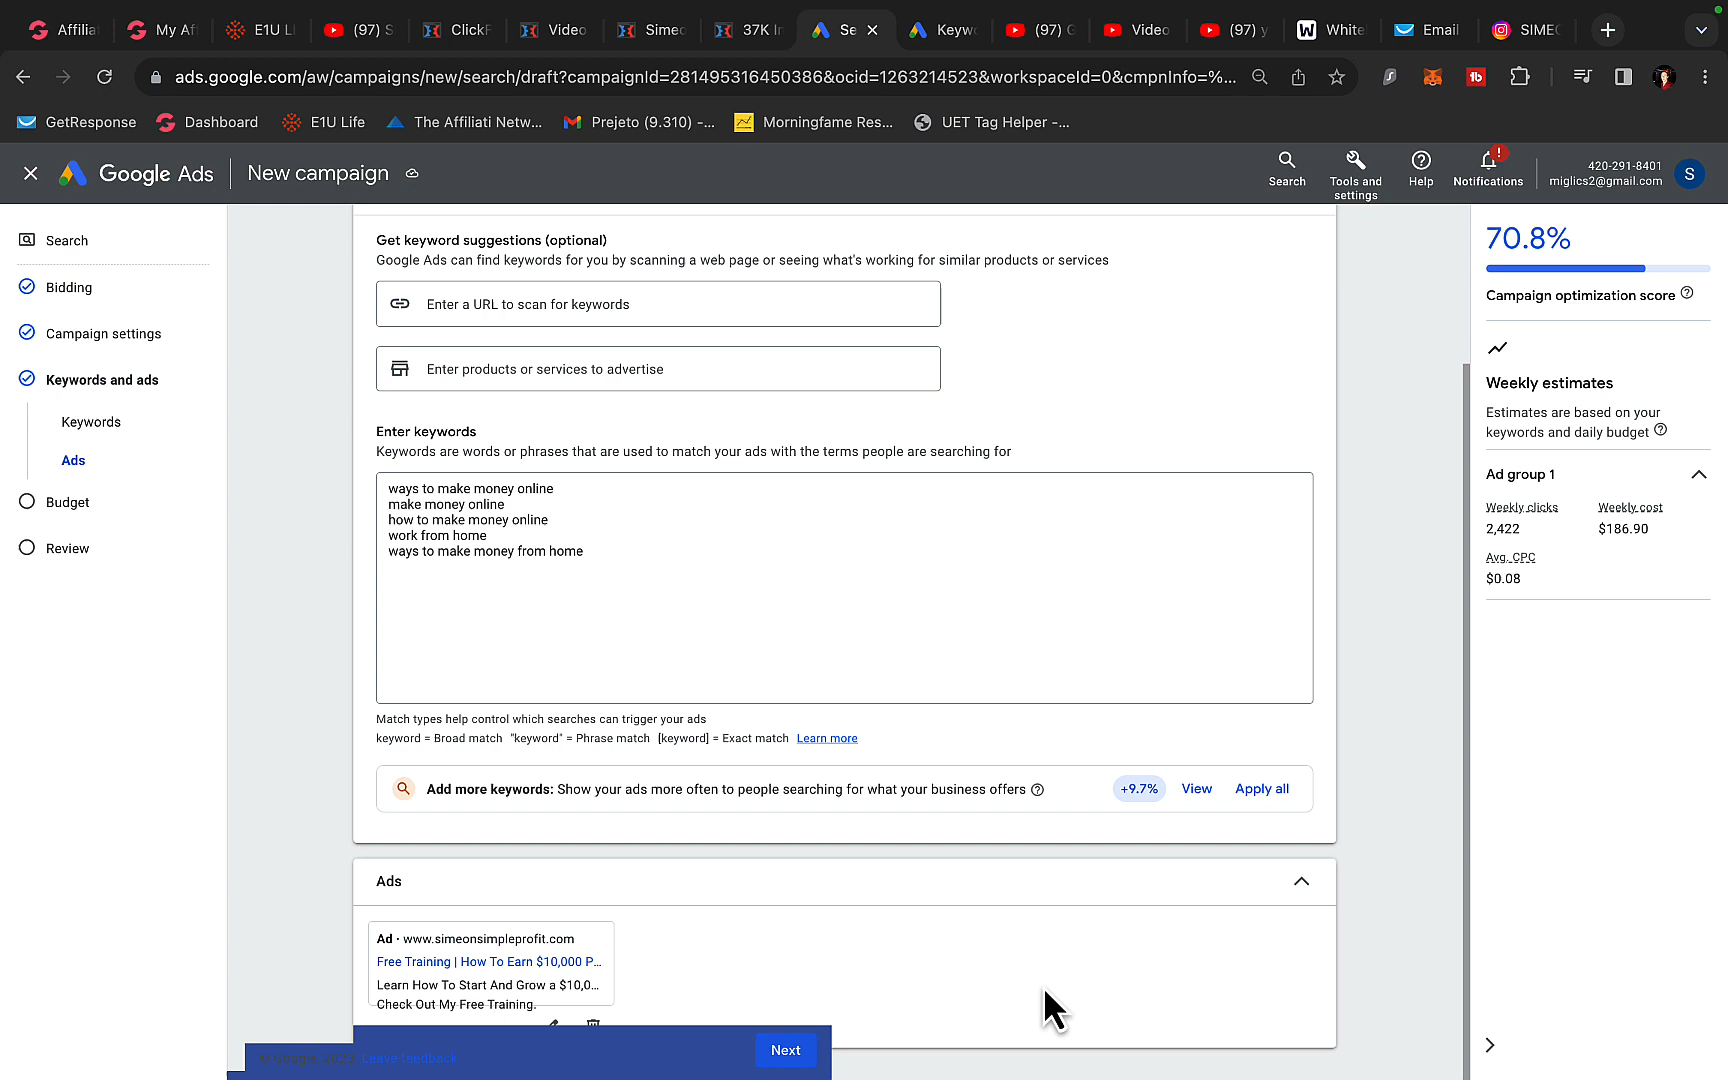 Affilia
My Af
E1U Li
(97) S
ClickF
Video
Simeo
37K In
Se
Keywo
(97) G
Video
(97) y
White
Email
SIMEO
ads.google.com/aw/campaigns/new/search/draft?campaignId=281495316450386&ocid=1263214523&workspaceId=0&cmpnInfo=%...
GetResponse
Dashboard
E1U Life
The Affiliati Netw...
Prejeto (9.310) -...
Morningfame Res...
UET Tag Helper -...
Google Ads
New campaign
Search
Tools and
settings
Help
Notifications
420-291-8401
miglics2@gmail.com
S
Search
Bidding
Campaign settings
Keywords and ads
Keywords
Ads
Budget
Review
Get keyword suggestions (optional)
Google Ads can find keywords for you by scanning a web page or seeing what's working for similar products or services
Enter a URL to scan for keywords
Enter products or services to advertise
Enter keywords
Keywords are words or phrases that are used to match your ads with the terms people are searching for
ways to make money online
make money online
how to make money online
work from home
ways to make money from home
Match types help control which searches can trigger your ads
keyword = Broad match "keyword" = Phrase match [keyword] = Exact match Learn more
Add more keywords: Show your ads more often to people searching for what your business offers
+9.7%
View
Apply all
Ads
Ad · www.simeonsimpleprofit.com
Free Training | How To Earn $10,000 P...
Learn How To Start And Grow a $10,0...
Check Out My Free Training.
© Google, 2023. Leave feedback
Next
70.8%
Campaign optimization score
Weekly estimates
Estimates are based on your
keywords and daily budget
Ad group 1
Weekly clicks
Weekly cost
2,422
$186.90
Avg. CPC
$0.08